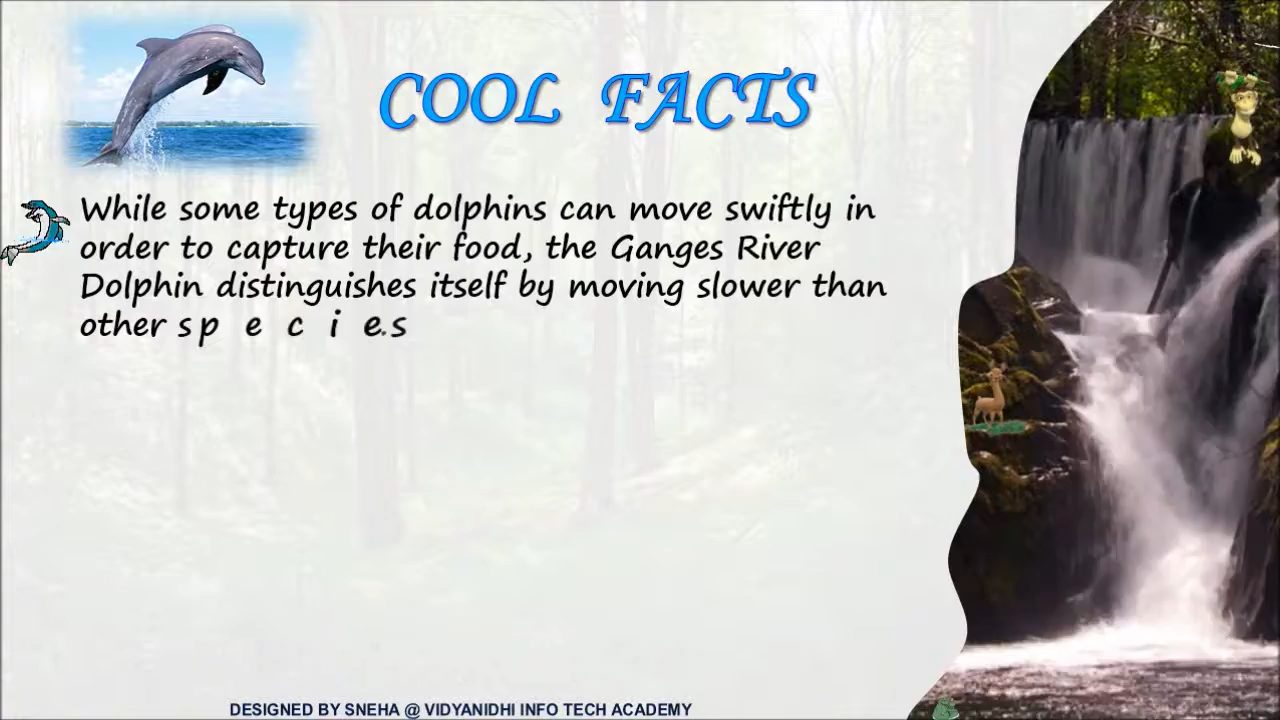 COOL FACTS
While some types of dolphins can move swiftly in
order to capture their food, the Ganges River
Dolphin distinguishes itself by moving slower than
other species.
DESIGNED BY SNEHA @ VIDYANIDHI INFO TECH ACADEMY